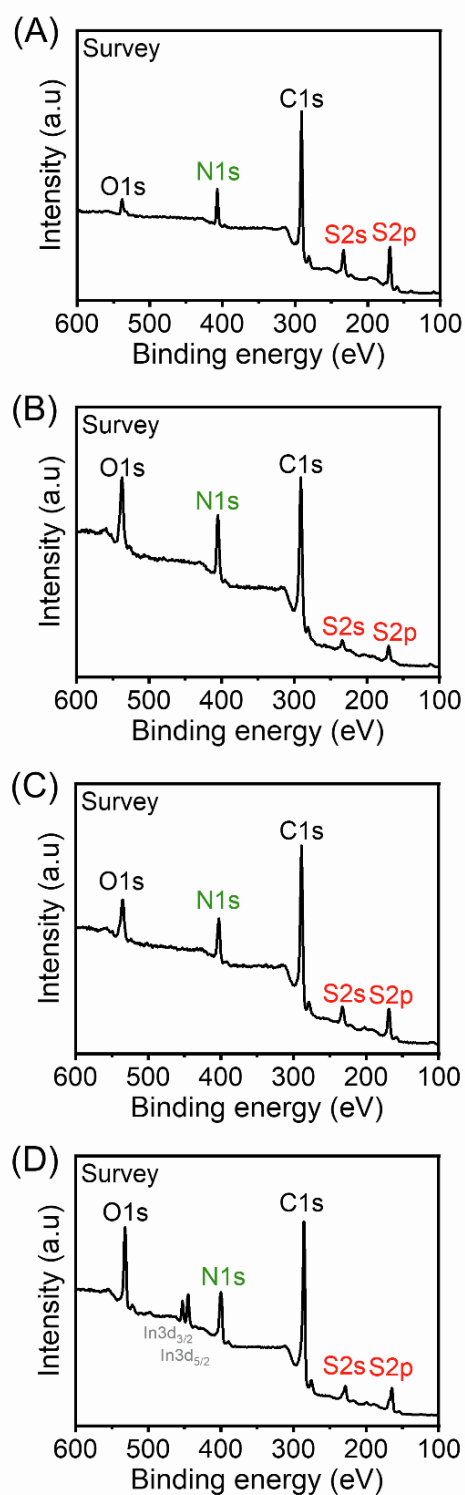 (A)
Survey
C1s
N1s
O1s
S2s S2p
Intensity (a.u)
600 500 400 300 200 100
Binding energy (eV)
(B)
Survey
O1s
C1s
N1s
S2s S2p
Intensity (a.u)
600 500 400 300 200 100
Binding energy (eV)
(C)
Survey
C1s
O1s
N1s
S2s S2p
Intensity (a.u)
600 500 400 300 200 100
Binding energy (eV)
(D)
Survey
C1s
O1s
N1s
In3d3/2
In3d5/2
S2s S2p
Intensity (a.u)
600 500 400 300 200 100
Binding energy (eV)